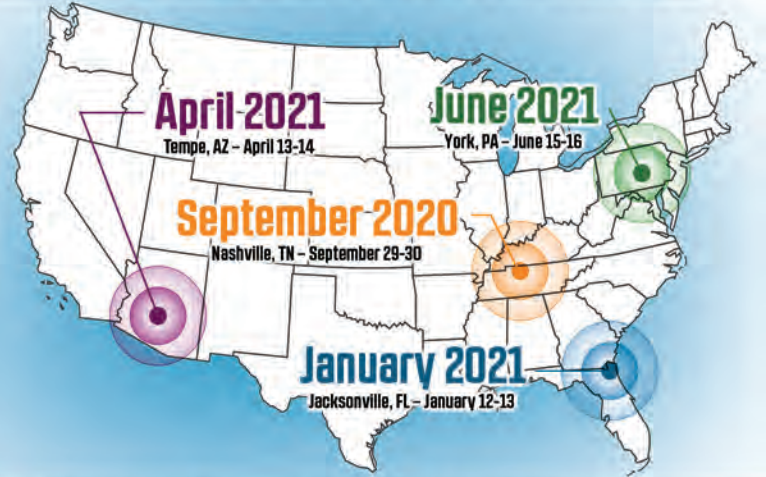 April 2021
Tempe, AZ – April 13-14
June 2021
York, PA – June 15-16
September 2020
Nashville, TN – September 29-30
January 2021
Jacksonville, FL – January 12-13